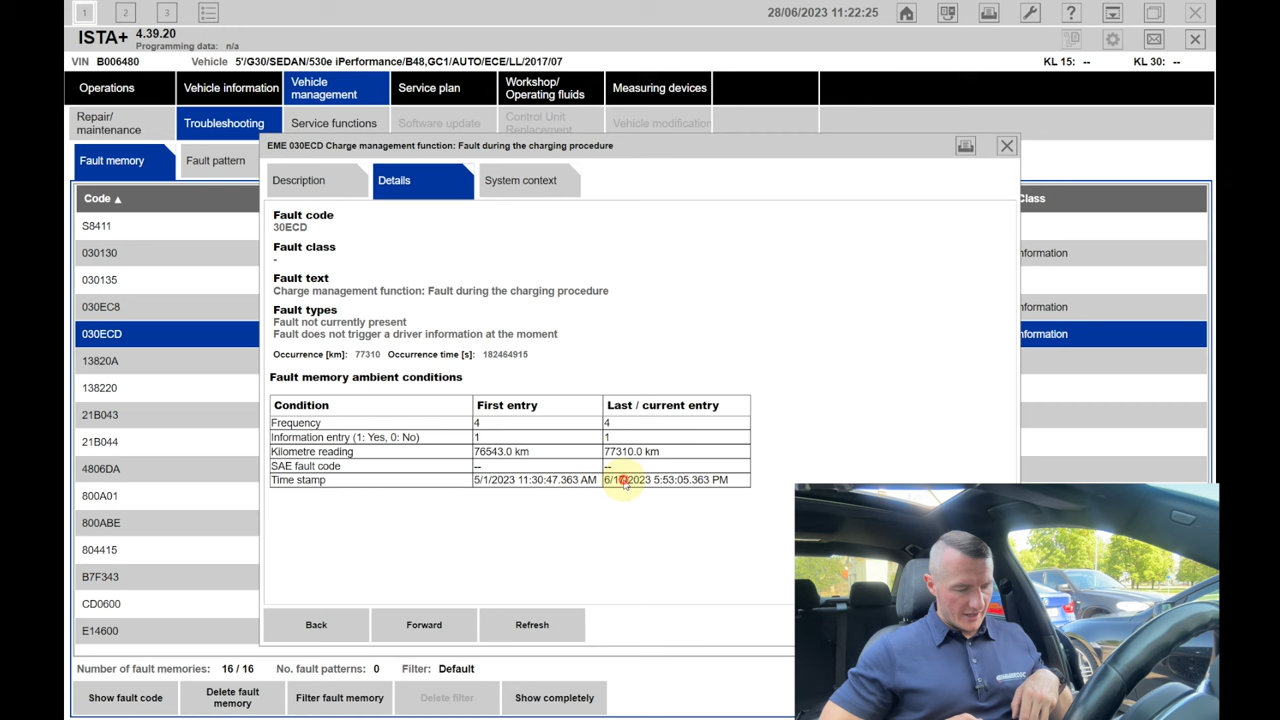 1 2 3 28/06/2023 11:22:25
ISTA+ 4.39.20
Programming data: n/a
VIN B006480 Vehicle 5'/G30/SEDAN/530e iPerformance/B48,GC1/AUTO/ECE/LL/2017/07 KL 15: -- KL 30: --
Operations Vehicle information Vehicle management Service plan Workshop/ Operating fluids Measuring devices
Repair/ maintenance Troubleshooting Service functions Software update Control Unit Replacement Vehicle modification
EME 030ECD Charge management function: Fault during the charging procedure
Fault memory Fault pattern
Description Details System context
Code Class
S8411
030130 nformation
030135
030EC8 nformation
030ECD nformation
13820A
138220
21B043
21B044
4806DA
800A01
800ABE
804415
B7F343
CD0600
E14600
Fault code
30ECD
Fault class
-
Fault text
Charge management function: Fault during the charging procedure
Fault types
Fault not currently present
Fault does not trigger a driver information at the moment
Occurrence [km]: 77310 Occurrence time [s]: 182464915
Fault memory ambient conditions
Condition First entry Last / current entry
Frequency 4 4
Information entry (1: Yes, 0: No) 1 1
Kilometre reading 76543.0 km 77310.0 km
SAE fault code -- --
Time stamp 5/1/2023 11:30:47.363 AM 5:53:05.363 PM
Back Forward Refresh
Number of fault memories: 16 / 16 No. fault patterns: 0 Filter: Default
Show fault code Delete fault memory Filter fault memory Delete filter Show completely